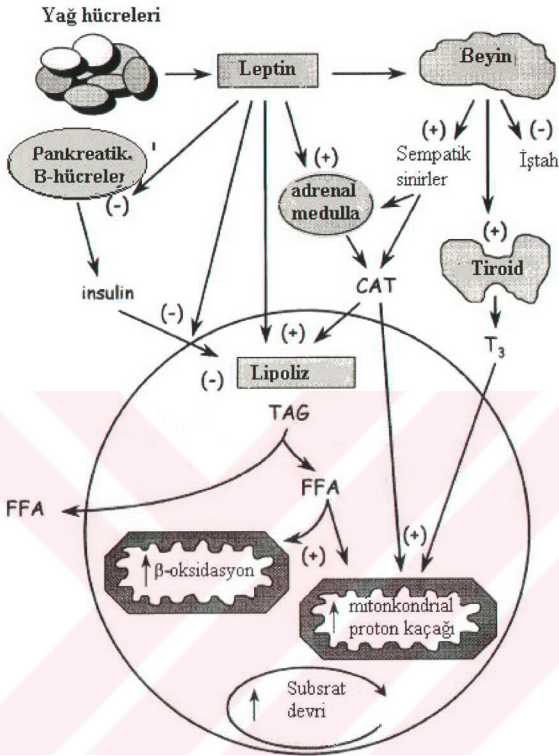 Yağ hücreleri
Leptin
Beyin
Pankreatik
B-hücreler
(-)
(+)
(+)
Sempatik
sinirler
(-)
İştah
adrenal
medulla
(+)
Tiroid
insulin
CAT
T3
(-)
(+)
(-)
Lipoliz
TAG
FFA
FFA
(+)
(+)
β-oksidasyon
mitonkondrial
proton kaçağı
Subsrat
devri